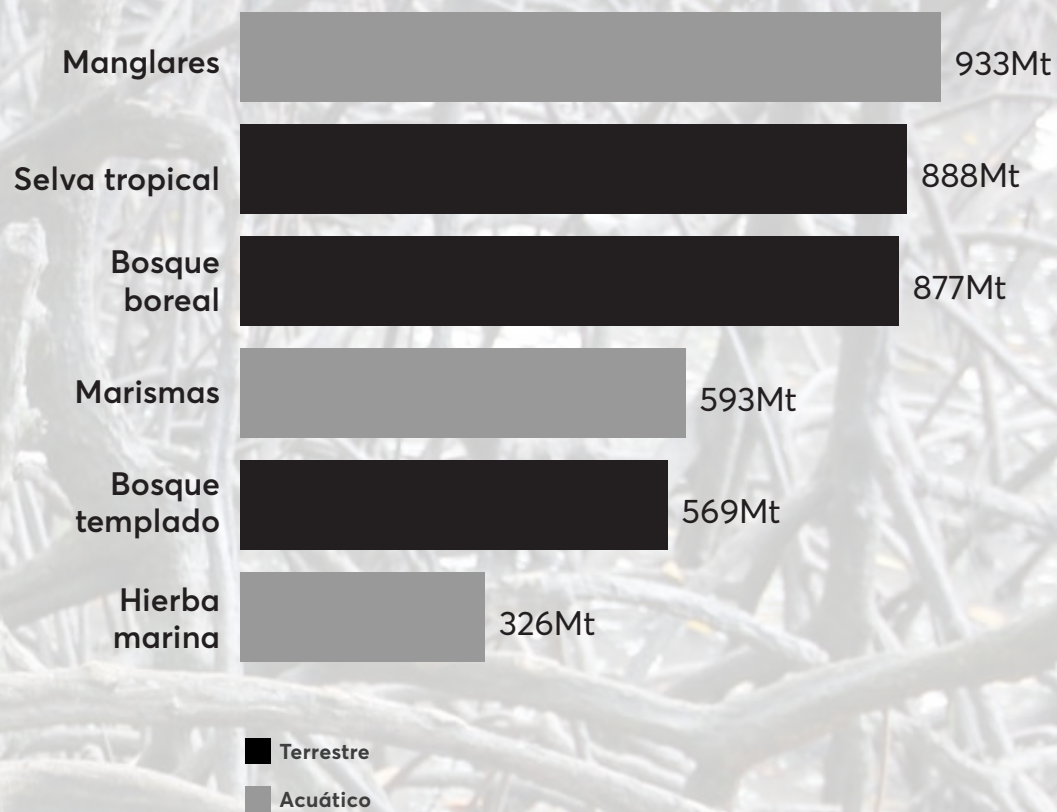 Manglares
933Mt
Selva tropical
888Mt
Bosque
boreal
877Mt
Marismas
593Mt
Bosque
templado
569Mt
Hierba
marina
326Mt
Terrestre
Acuático